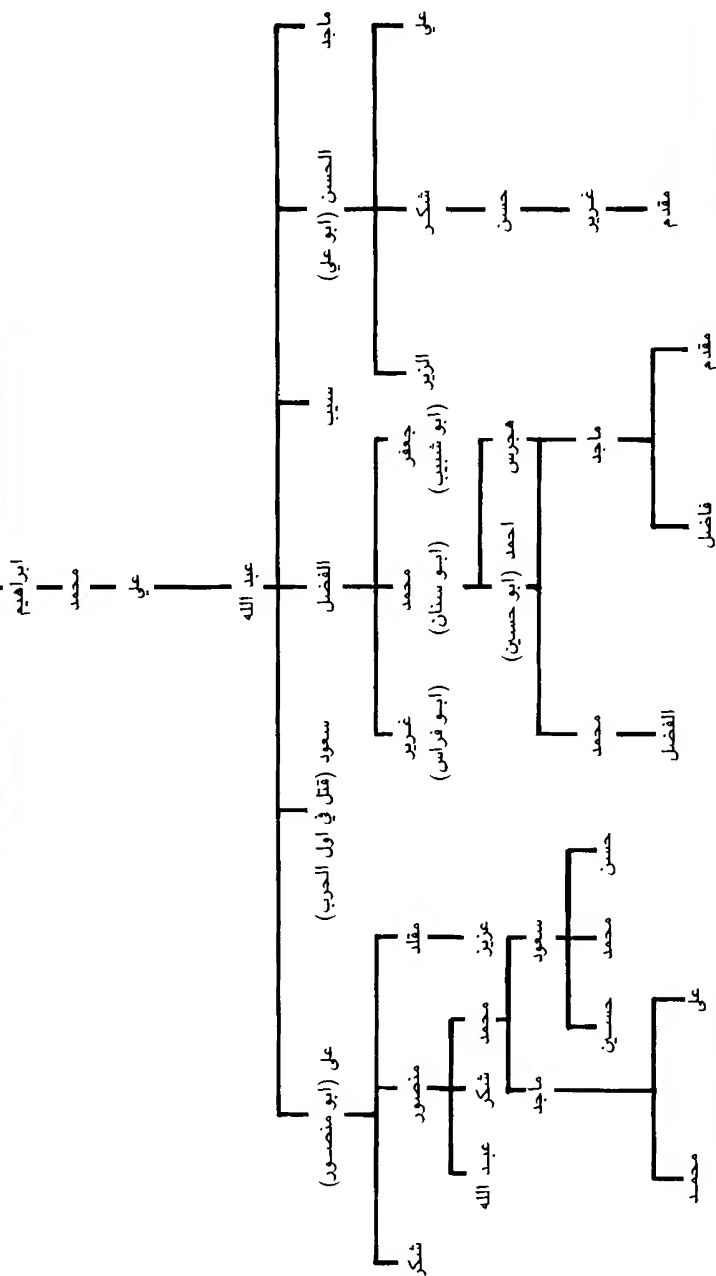 ابراهيم
محمد
علي
عبد الله
ماجد
الحسن (ابو علي)
سبب
الفضل
سعود (قتل في اول الحرب)
علي (ابو منصور)
علي
شكر
الزير
حسن
غرير
مقدم
جعفر
(ابو شبيب)
محمد
(ابو سنان)
غرير
(ابو فراس)
هجرس
احمد (ابو حسين)
ماجد
محمد
مقدم
فاضل
الفضل
مقلد
منصور
شكر
عزيز
محمد
شكر
عبد الله
سعود
ماجد
حسن
محمد
حسين
علي
محمد